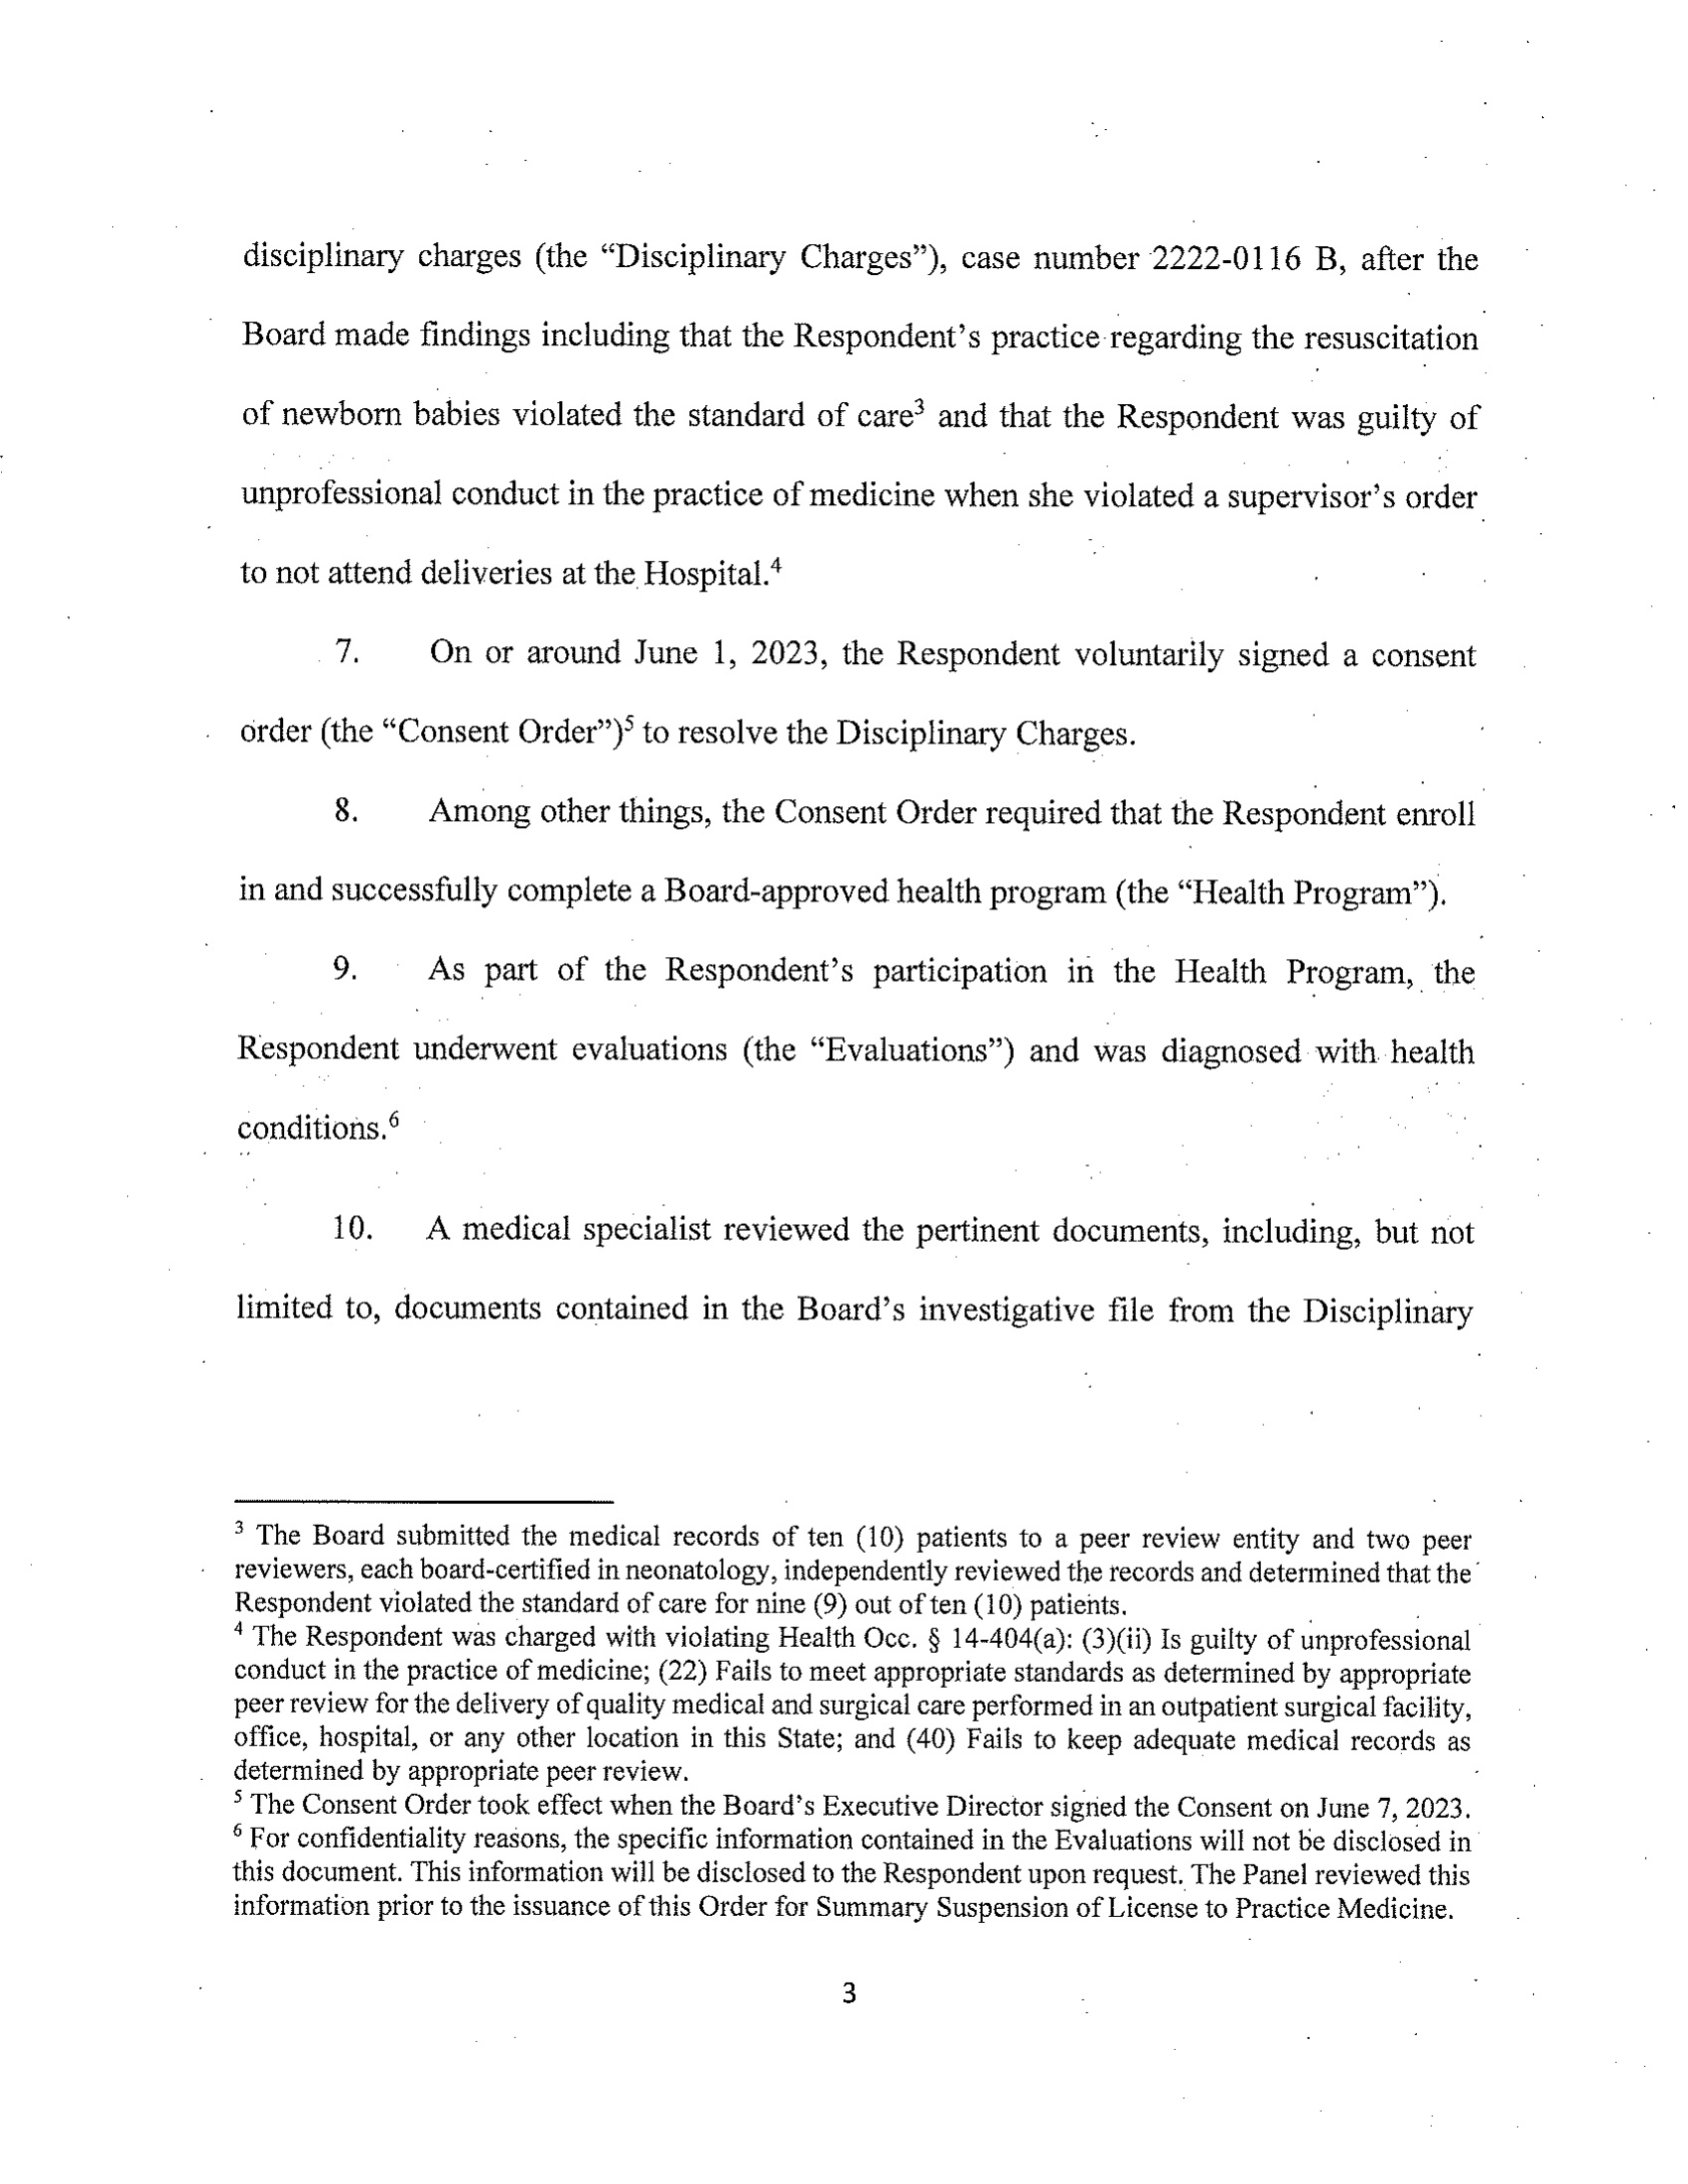 disciplinary charges (the “Disciplinary Charges”), case number 2222-0116 B, after the
Board made findings including that the Respondent’s practice regarding the resuscitation
of newborn babies violated the standard of care³ and that the Respondent was guilty of
unprofessional conduct in the practice of medicine when she violated a supervisor’s order
to not attend deliveries at the Hospital.⁴
7. On or around June 1, 2023, the Respondent voluntarily signed a consent
order (the “Consent Order”)⁵ to resolve the Disciplinary Charges.
8. Among other things, the Consent Order required that the Respondent enroll
in and successfully complete a Board-approved health program (the “Health Program”).
9. As part of the Respondent’s participation in the Health Program, the
Respondent underwent evaluations (the “Evaluations”) and was diagnosed with health
conditions.⁶
10. A medical specialist reviewed the pertinent documents, including, but not
limited to, documents contained in the Board’s investigative file from the Disciplinary
³ The Board submitted the medical records of ten (10) patients to a peer review entity and two peer
reviewers, each board-certified in neonatology, independently reviewed the records and determined that the
Respondent violated the standard of care for nine (9) out of ten (10) patients.
⁴ The Respondent was charged with violating Health Occ. § 14-404(a): (3)(ii) Is guilty of unprofessional
conduct in the practice of medicine; (22) Fails to meet appropriate standards as determined by appropriate
peer review for the delivery of quality medical and surgical care performed in an outpatient surgical facility,
office, hospital, or any other location in this State; and (40) Fails to keep adequate medical records as
determined by appropriate peer review.
⁵ The Consent Order took effect when the Board’s Executive Director signed the Consent on June 7, 2023.
⁶ For confidentiality reasons, the specific information contained in the Evaluations will not be disclosed in
this document. This information will be disclosed to the Respondent upon request. The Panel reviewed this
information prior to the issuance of this Order for Summary Suspension of License to Practice Medicine.
3